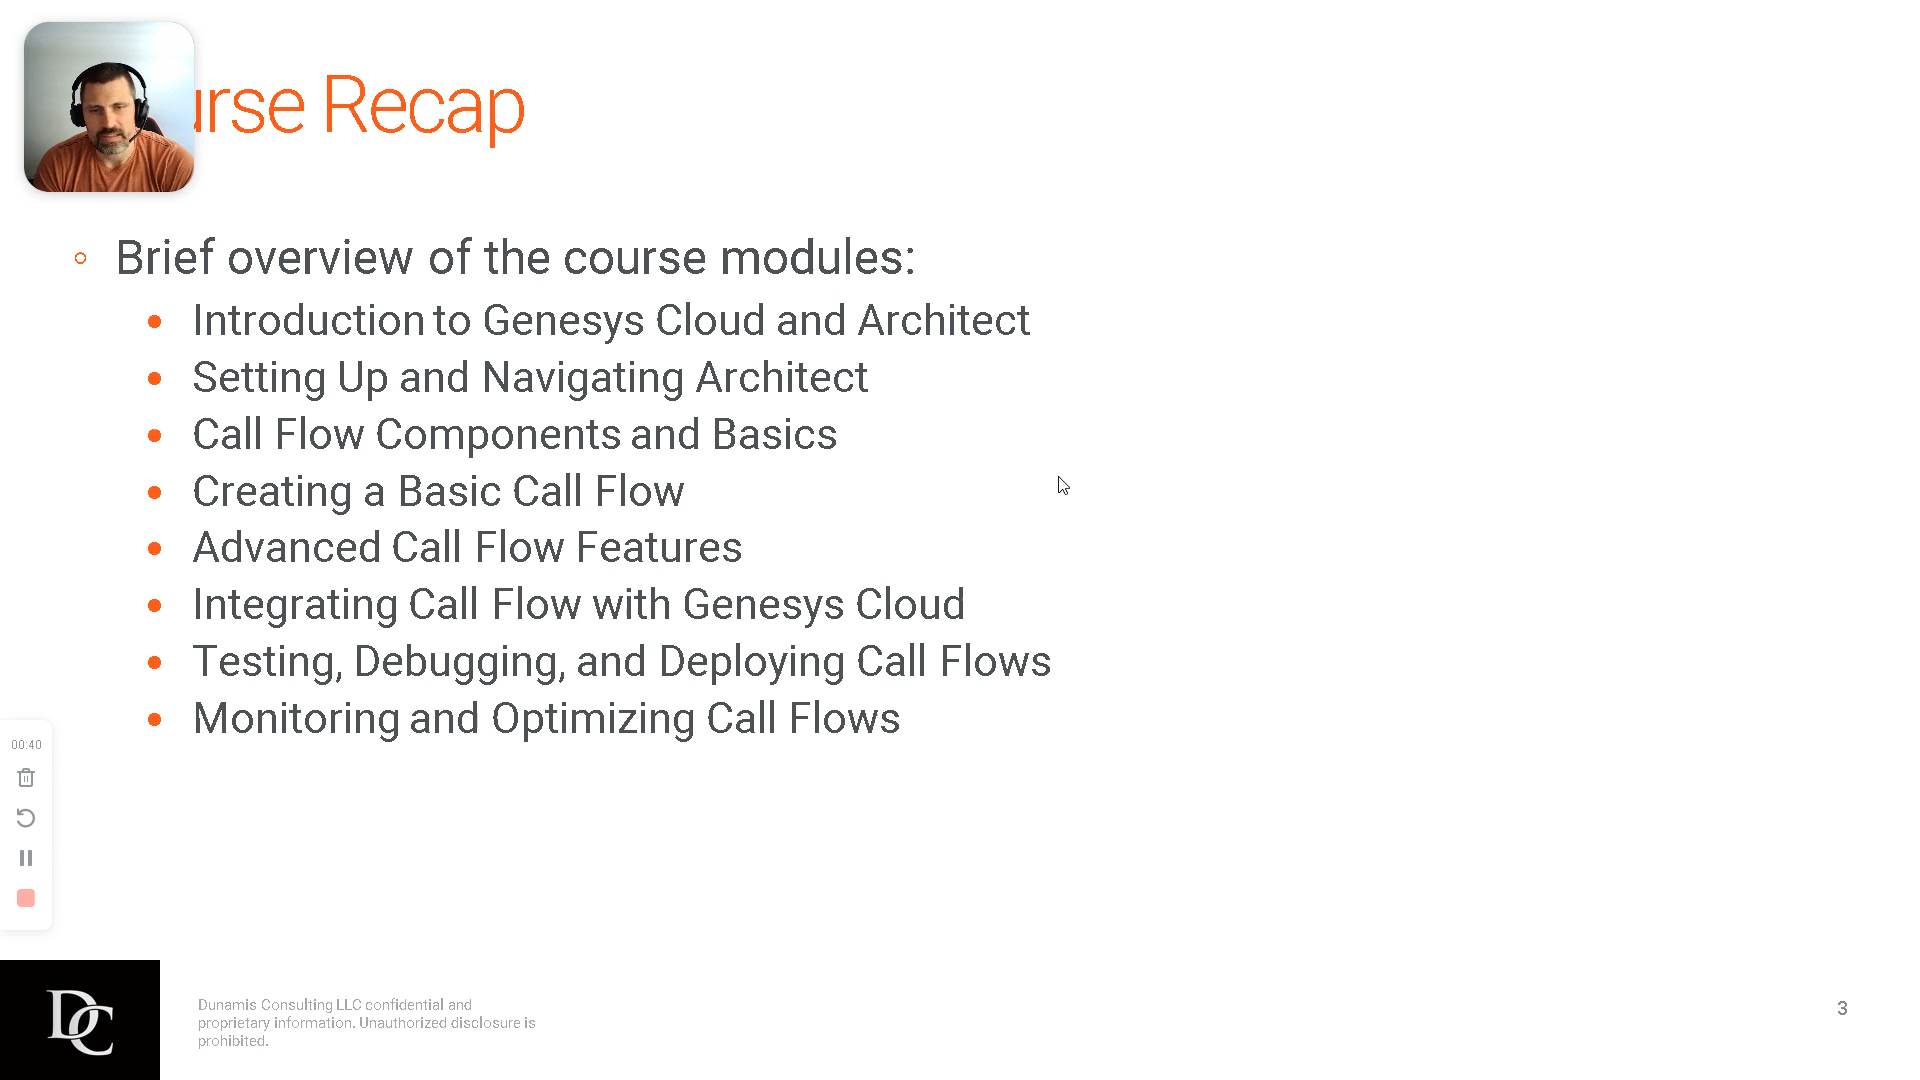 urse Recap
Brief overview of the course modules:
Introduction to Genesys Cloud and Architect
Setting Up and Navigating Architect
Call Flow Components and Basics
Creating a Basic Call Flow
Advanced Call Flow Features
Integrating Call Flow with Genesys Cloud
Testing, Debugging, and Deploying Call Flows
Monitoring and Optimizing Call Flows
00:40
DC
Dunamis Consulting LLC confidential and
proprietary information. Unauthorized disclosure is
prohibited.
3